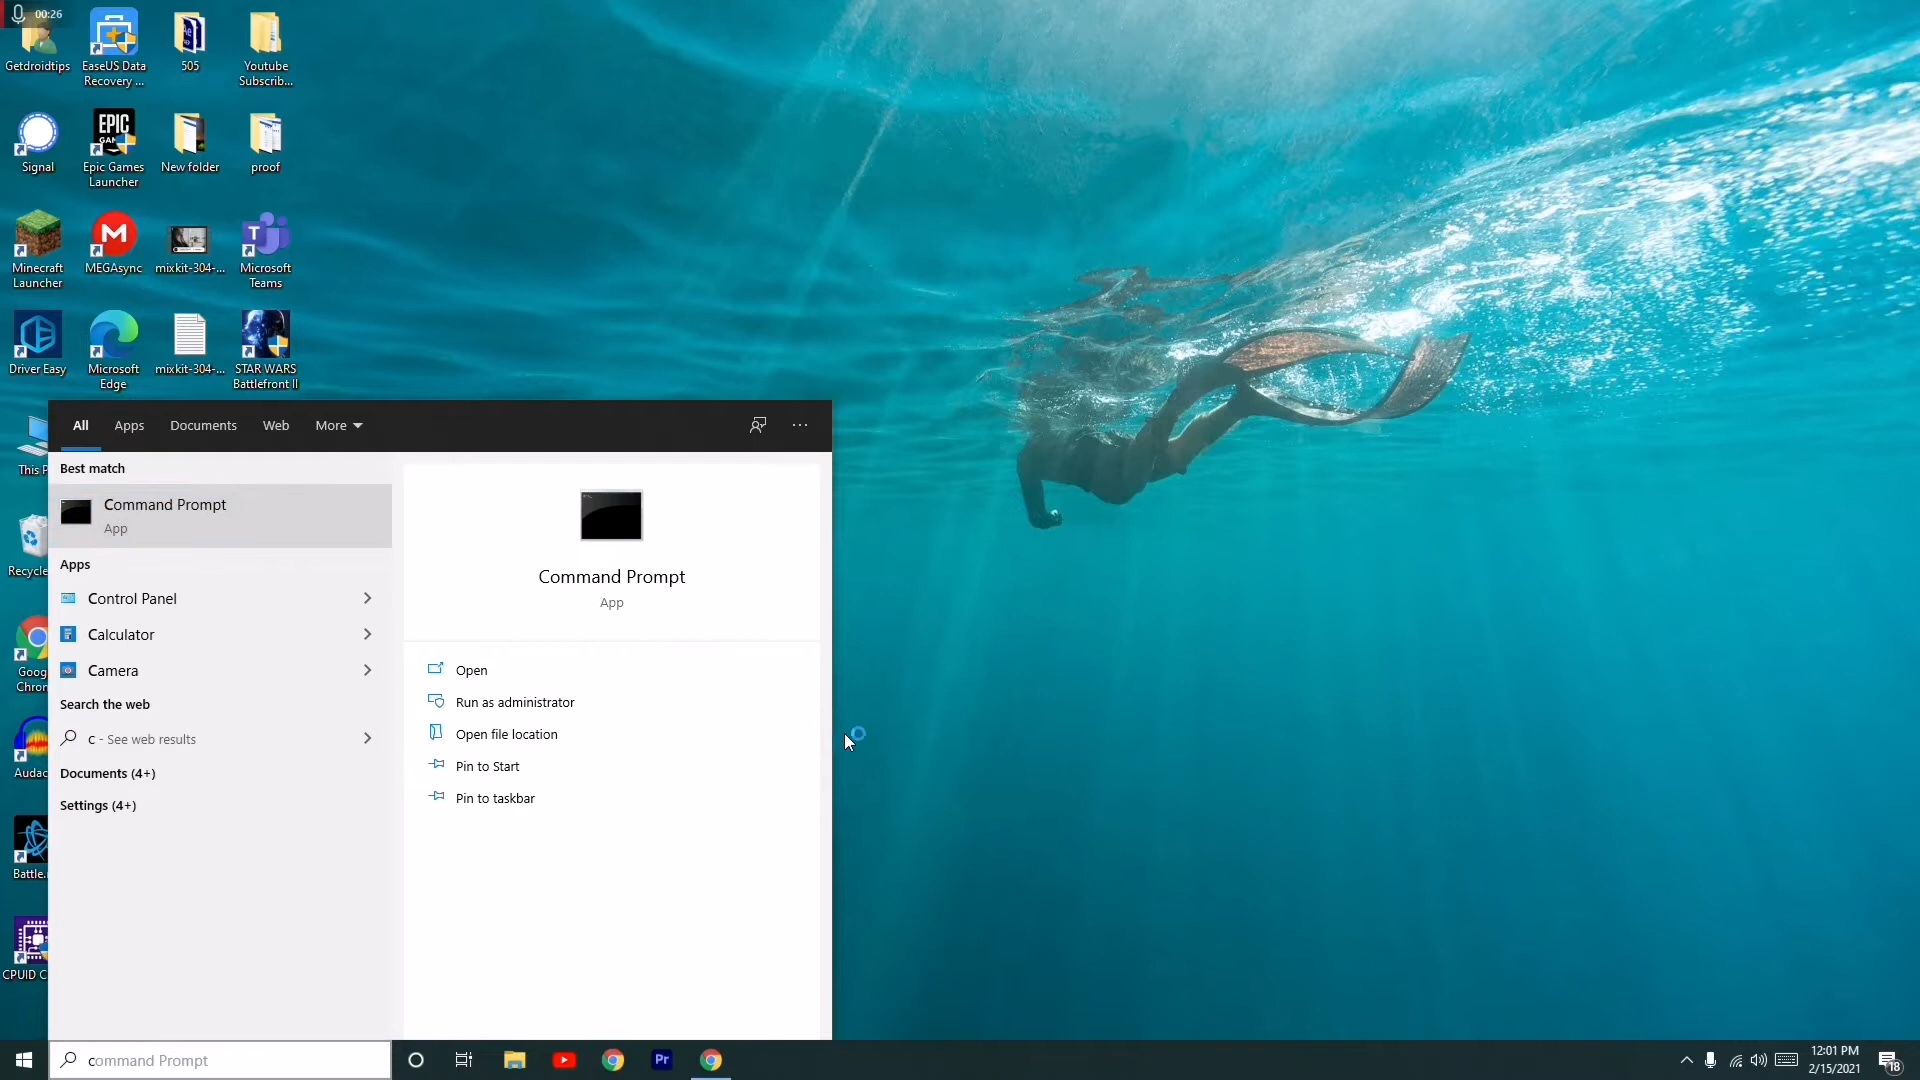 00:26
Getdroidtips
EaseUS Data
Recovery ...
505
Youtube
Subscrib...
Signal
EPIC
Epic Games
Launcher
New folder
proof
Minecraft
Launcher
MEGAsync
mixkit-304-...
Microsoft
Teams
Driver Easy
Microsoft
Edge
mixkit-304-...
STAR WARS
Battlefront II
This P
Recycle
Goog
Chron
Audac
Battle.
CPUID C
All
Apps
Documents
Web
More
Best match
Command Prompt
App
Apps
Control Panel
Calculator
Camera
Search the web
c - See web results
Documents (4+)
Settings (4+)
Command Prompt
App
Open
Run as administrator
Open file location
Pin to Start
Pin to taskbar
command Prompt
Pr
12:01 PM
2/15/2021
18